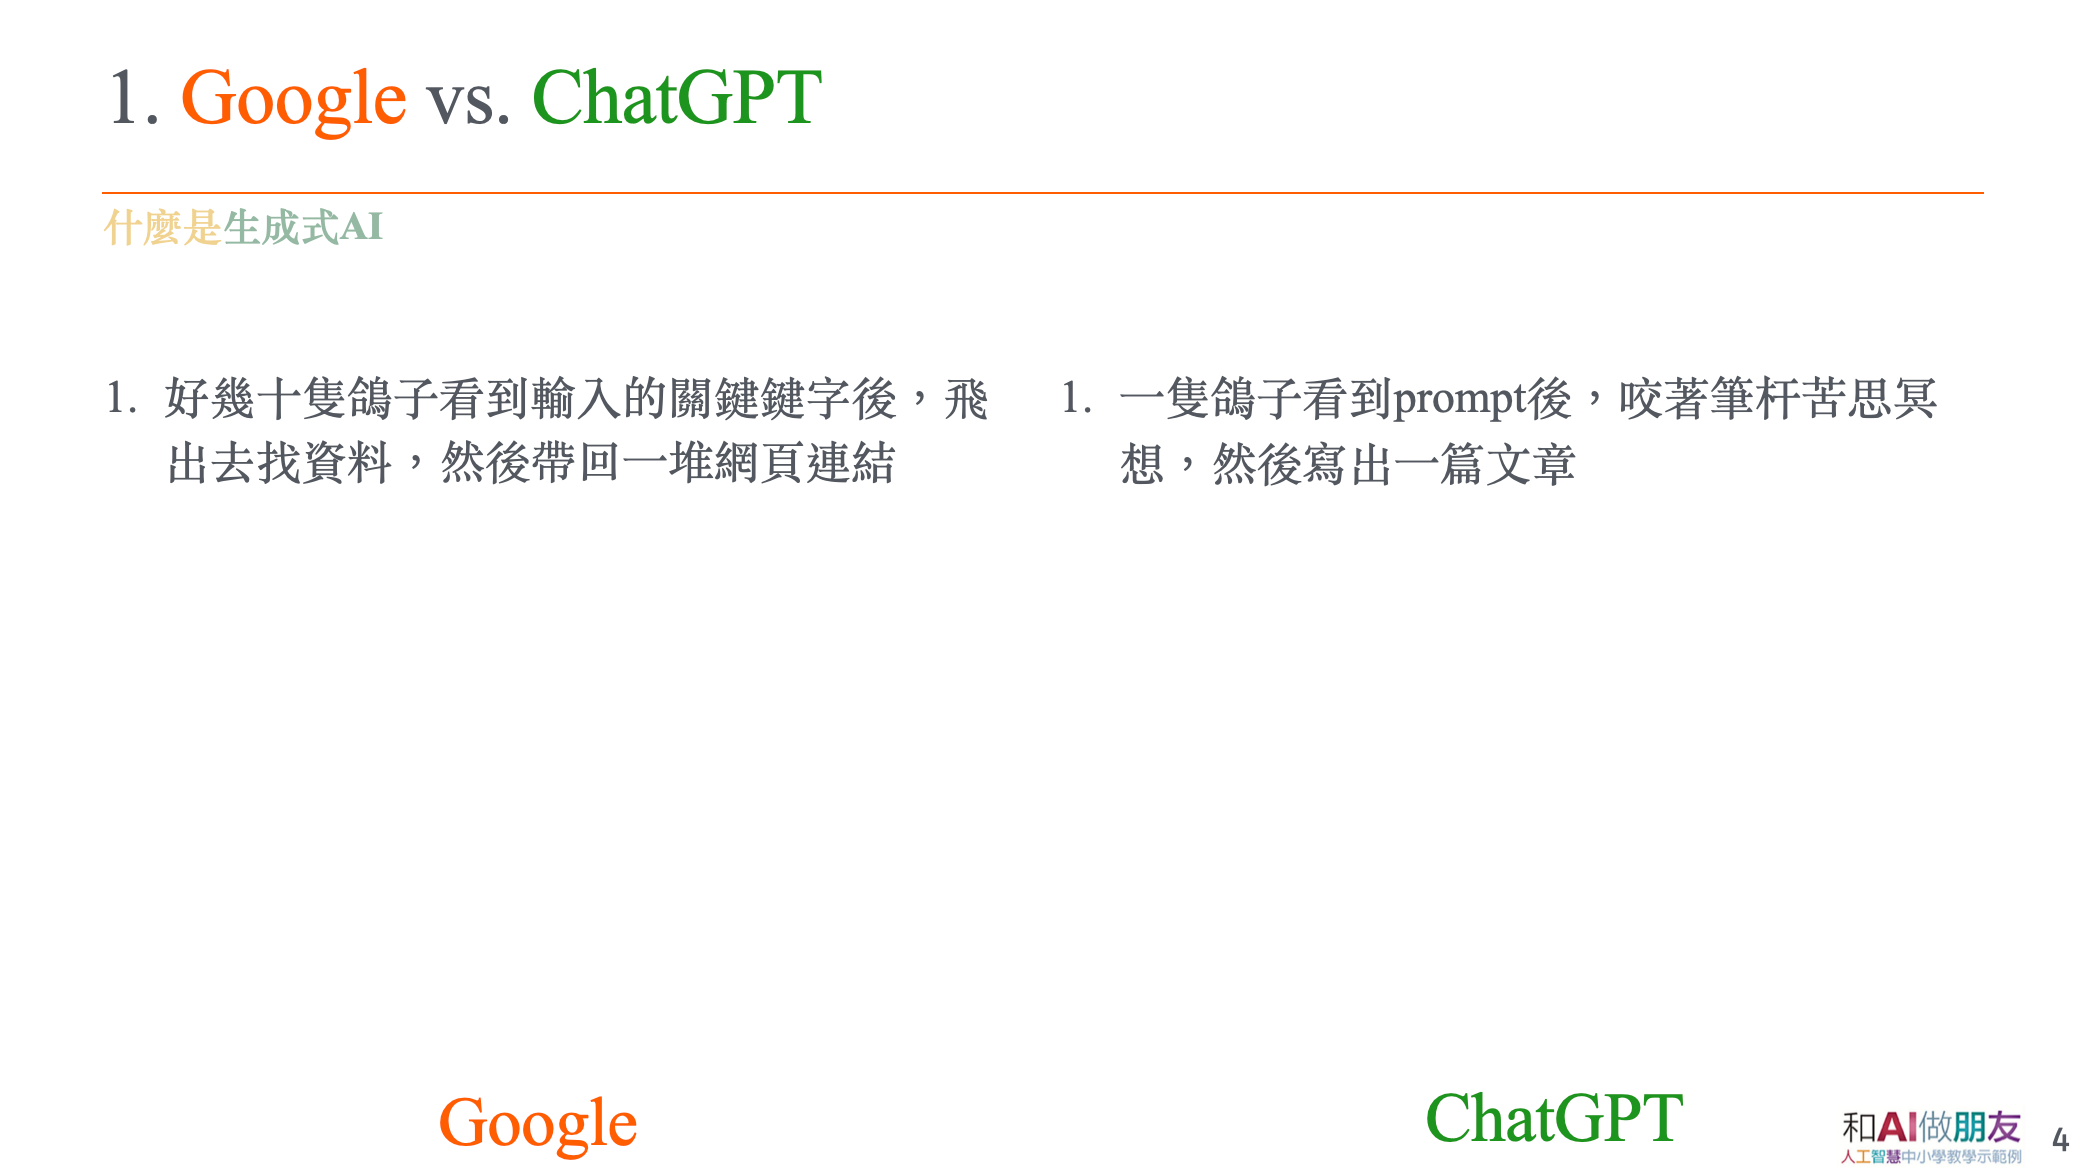 1. Google vs. ChatGPT
什麼是生成式AI
1. 好幾十隻鴿子看到輸入的關鍵鍵字後，飛
出去找資料，然後帶回一堆網頁連結
1. 一隻鴿子看到prompt後，咬著筆杆苦思冥
想，然後寫出一篇文章
Google
ChatGPT
和AI做朋友
人工智慧中小學教學示範例
4